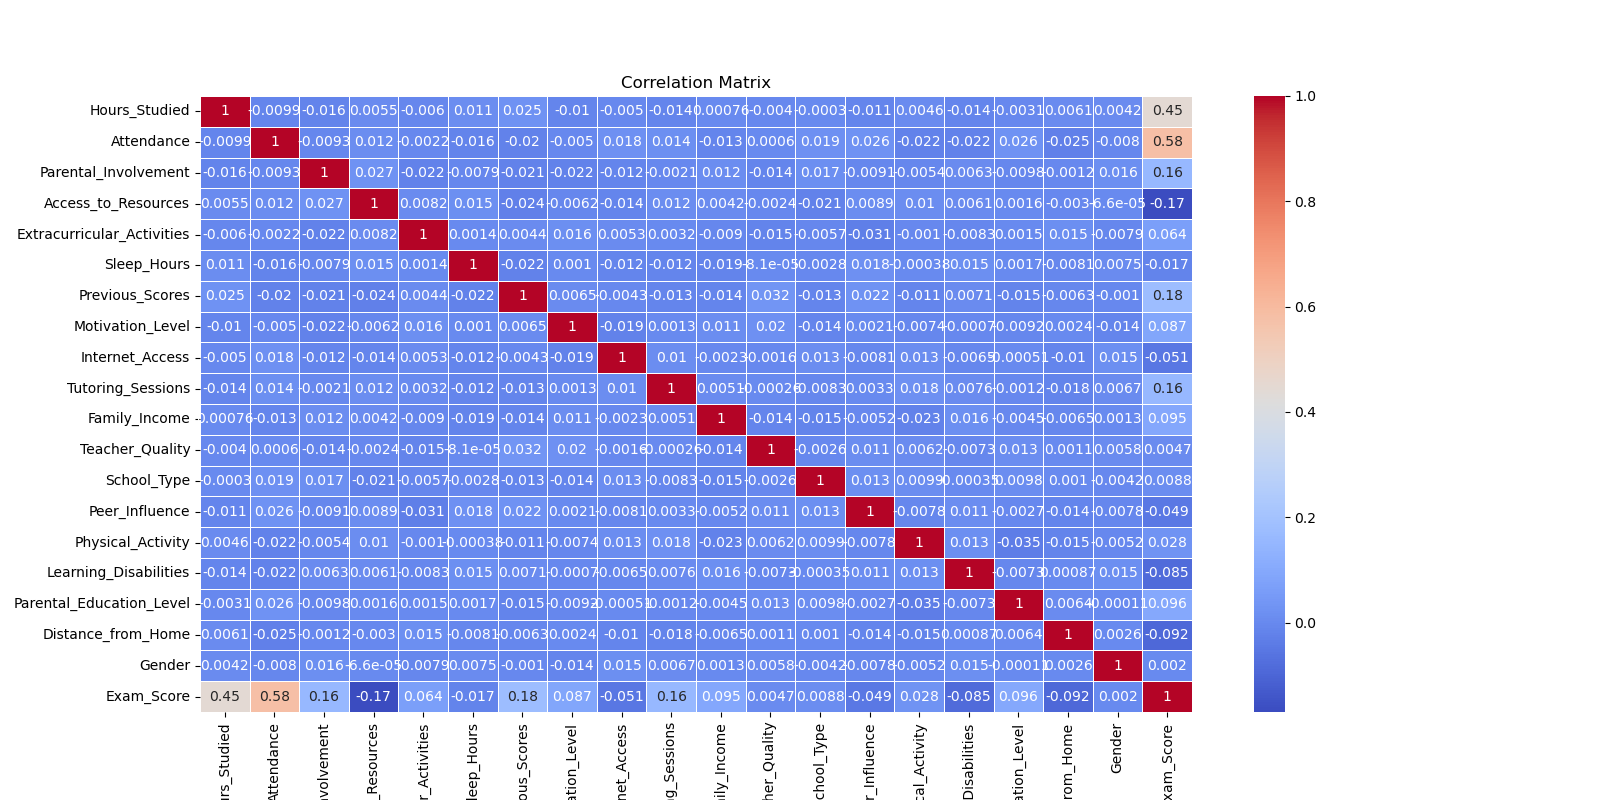 Correlation Matrix
Hours_Studied 1 -0.0099 -0.016 0.0055 -0.006 0.011 0.025 -0.01 -0.005 -0.014 0.00076 -0.004 -0.0003 -0.011 0.0046 -0.014 -0.0031 0.0061 0.0042 0.45
Attendance -0.0099 1 -0.0093 0.012 -0.0022 -0.016 -0.02 -0.005 0.018 0.014 -0.013 0.0006 0.019 0.026 -0.022 -0.022 0.026 -0.025 -0.008 0.58
Parental_Involvement -0.016 -0.0093 1 0.027 -0.022 -0.0079 -0.021 -0.022 -0.012 -0.0021 0.012 -0.014 0.017 -0.0091 -0.0054 0.0063 -0.0098 -0.0012 0.016 0.16
Access_to_Resources 0.0055 0.012 0.027 1 0.0082 0.015 -0.024 -0.0062 -0.014 0.012 0.0042 -0.0024 -0.021 0.0089 0.01 0.0061 0.0016 -0.003 -6.6e-05 -0.17
Extracurricular_Activities -0.006 -0.0022 -0.022 0.0082 1 0.0014 0.0044 0.016 0.0053 0.0032 -0.009 -0.015 -0.0057 -0.031 -0.001 -0.0083 0.0015 0.015 -0.0079 0.064
Sleep_Hours 0.011 -0.016 -0.0079 0.015 0.0014 1 -0.022 0.001 -0.012 -0.012 -0.019 -8.1e-05 -0.0028 0.018 -0.00038 0.015 0.0017 -0.0081 0.0075 -0.017
Previous_Scores 0.025 -0.02 -0.021 -0.024 0.0044 -0.022 1 0.0065 -0.0043 -0.013 -0.014 0.032 -0.013 0.022 -0.011 0.0071 -0.015 -0.0063 -0.001 0.18
Motivation_Level -0.01 -0.005 -0.022 -0.0062 0.016 0.001 0.0065 1 -0.019 0.0013 0.011 0.02 -0.014 0.0021 -0.0074 -0.0007 -0.0092 0.0024 -0.014 0.087
Internet_Access -0.005 0.018 -0.012 -0.014 0.0053 -0.012 -0.0043 -0.019 1 0.01 -0.0023 -0.0016 0.013 -0.0081 0.013 -0.0065 0.00051 -0.01 0.015 -0.051
Tutoring_Sessions -0.014 0.014 -0.0021 0.012 0.0032 -0.012 -0.013 0.0013 0.01 1 0.0051 -0.00026 -0.0083 0.0033 0.018 0.0076 -0.0012 -0.018 0.0067 0.16
Family_Income 0.00076 -0.013 0.012 0.0042 -0.009 -0.019 -0.014 0.011 -0.0023 0.0051 1 -0.014 -0.015 -0.0052 -0.023 0.016 -0.0045 -0.0065 0.0013 0.095
Teacher_Quality -0.004 0.0006 -0.014 -0.0024 -0.015 -8.1e-05 0.032 0.02 -0.0016 -0.00026 -0.014 1 -0.0026 0.011 0.0062 -0.0073 0.013 0.0011 0.0058 0.0047
School_Type -0.0003 0.019 0.017 -0.021 -0.0057 -0.0028 -0.013 -0.014 0.013 -0.0083 -0.015 -0.0026 1 0.013 0.0099 -0.00035 0.0098 0.001 -0.0042 0.0088
Peer_Influence -0.011 0.026 -0.0091 0.0089 -0.031 0.018 0.022 0.0021 -0.0081 0.0033 -0.0052 0.011 0.013 1 -0.0078 0.011 -0.0027 -0.014 -0.0078 -0.049
Physical_Activity 0.0046 -0.022 -0.0054 0.01 -0.001 -0.00038 -0.011 -0.0074 0.013 0.018 -0.023 0.0062 0.0099 -0.0078 1 0.013 -0.035 -0.015 -0.0052 0.028
Learning_Disabilities -0.014 -0.022 0.0063 0.0061 -0.0083 0.015 0.0071 -0.0007 -0.0065 0.0076 0.016 -0.0073 -0.00035 0.011 0.013 1 -0.0073 0.00087 0.015 -0.085
Parental_Education_Level -0.0031 0.026 -0.0098 0.0016 0.0015 0.0017 -0.015 -0.0092 0.00051 -0.0012 -0.0045 0.013 0.0098 -0.0027 -0.035 -0.0073 1 0.0064 -0.00011 0.096
Distance_from_Home 0.0061 -0.025 -0.0012 -0.003 0.015 -0.0081 -0.0063 0.0024 -0.01 -0.018 -0.0065 0.0011 0.001 -0.014 -0.015 0.00087 0.0064 1 0.0026 -0.092
Gender 0.0042 -0.008 0.016 -6.6e-05 -0.0079 0.0075 -0.001 -0.014 0.015 0.0067 0.0013 0.0058 -0.0042 -0.0078 -0.0052 0.015 -0.00011 0.0026 1 0.002
Exam_Score 0.45 0.58 0.16 -0.17 0.064 -0.017 0.18 0.087 -0.051 0.16 0.095 0.0047 0.0088 -0.049 0.028 -0.085 0.096 -0.092 0.002 1
urs_Studied
Attendance
nvolvement
_Resources
r_Activities
leep_Hours
ous_Scores
ation_Level
net_Access
ng_Sessions
mily_Income
her_Quality
chool_Type
r_Influence
cal_Activity
Disabilities
ation_Level
rom_Home
Gender
xam_Score
1.0
0.8
0.6
0.4
0.2
0.0